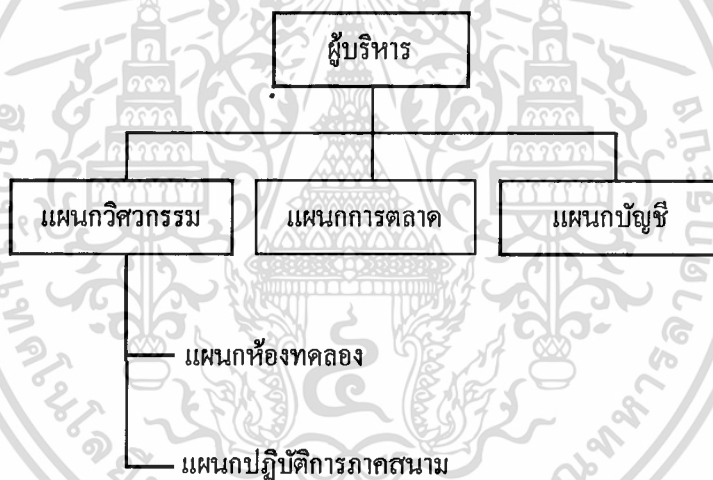 ผู้บริหาร
แผนกวิศวกรรม
แผนกการตลาด
แผนกบัญชี
แผนกห้องทดลอง
แผนกปฏิบัติการภาคสนาม